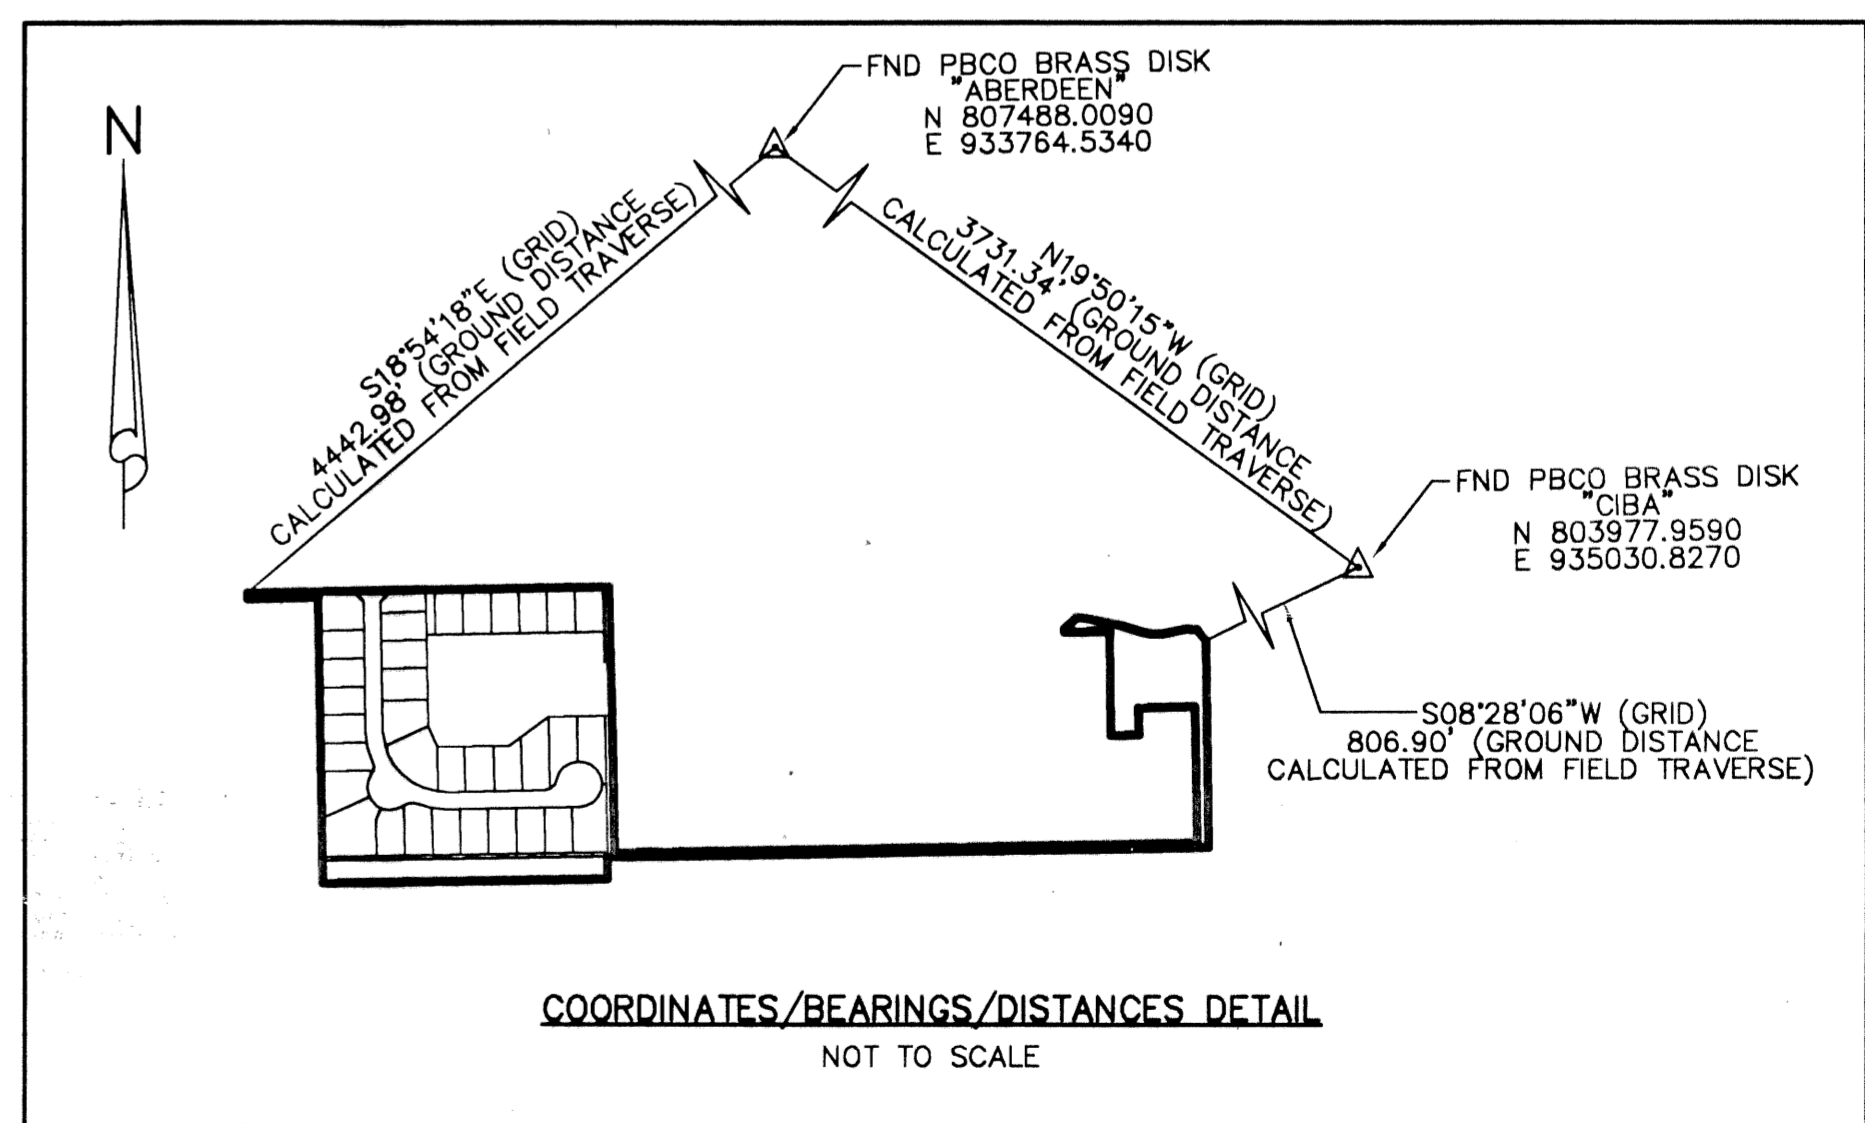 N
FND PBCO BRASS DISK
"ABERDEEN"
N 807488.0090
E 933764.5340
S18°54'18"E (GRID)
4442.98' (GROUND DISTANCE
CALCULATED FROM FIELD TRAVERSE)
N19°50'15"W (GRID)
3731.34' (GROUND DISTANCE
CALCULATED FROM FIELD TRAVERSE)
FND PBCO BRASS DISK
"CIBA"
N 803977.9590
E 935030.8270
S08°28'06"W (GRID)
806.90' (GROUND DISTANCE
CALCULATED FROM FIELD TRAVERSE)
COORDINATES/BEARINGS/DISTANCES DETAIL
NOT TO SCALE